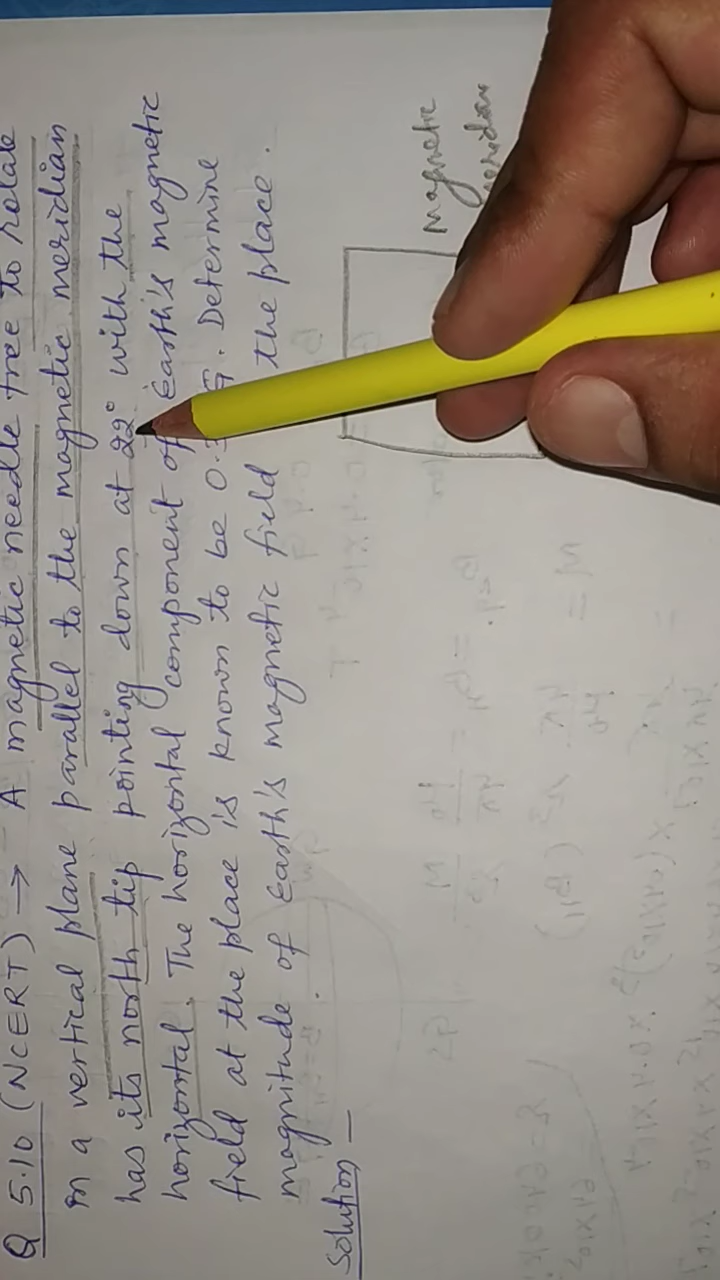 Q 5.10 (NCERT) → A magnetic needle free to rotate
in a vertical plane parallel to the magnetic meridian
has its north tip pointing down at 22° with the
horizontal. The horizontal component of Earth's magnetic
field at the place is known to be 0. G. Determine
magnitude of Earth's magnetic field the place.
Solution –
Magnetic
meridian